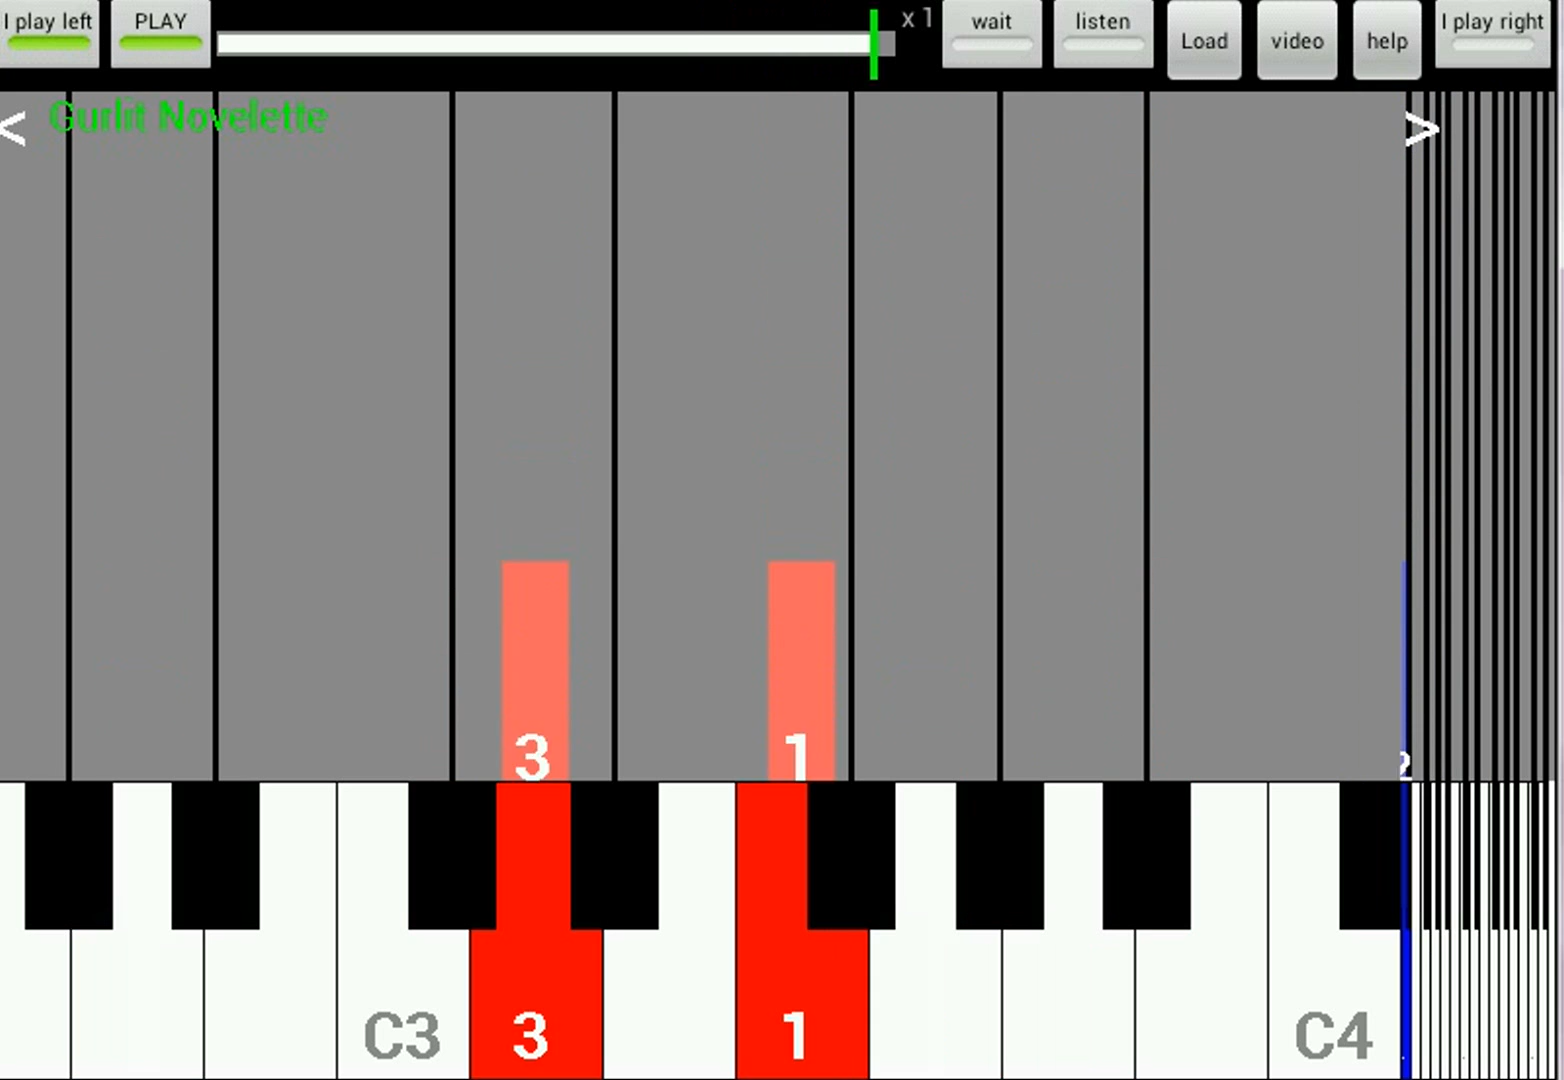 I play left
PLAY
x 1
wait
listen
Load
video
help
I play right
<
Gurlit Novelette
>
3
1
2
C3
3
1
C4